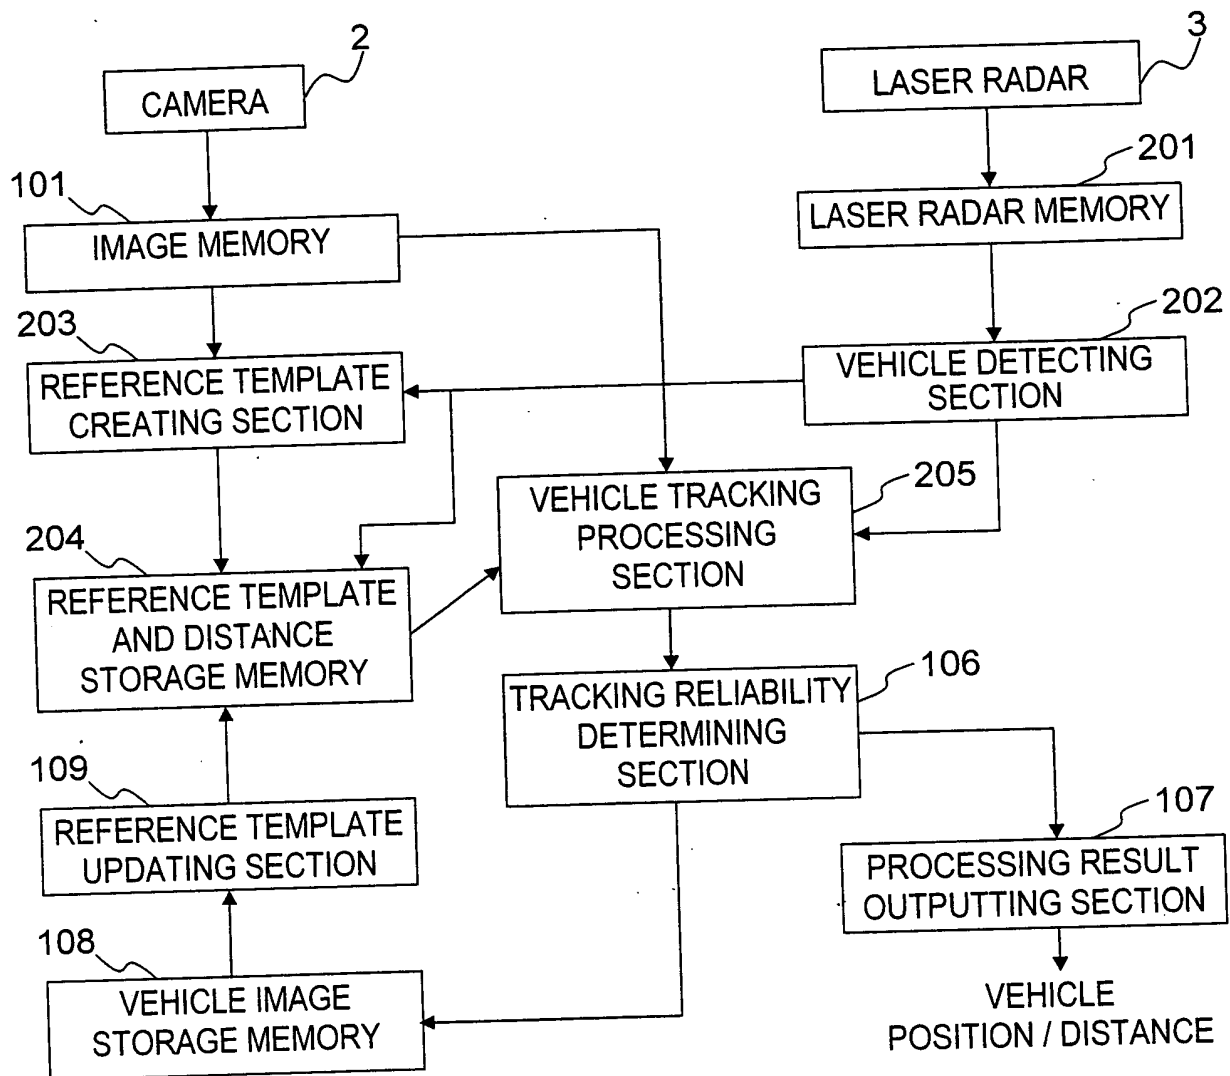 2
CAMERA
3
LASER RADAR
101
IMAGE MEMORY
201
LASER RADAR MEMORY
203
REFERENCE TEMPLATE
CREATING SECTION
202
VEHICLE DETECTING
SECTION
204
REFERENCE TEMPLATE
AND DISTANCE
STORAGE MEMORY
205
VEHICLE TRACKING
PROCESSING
SECTION
106
TRACKING RELIABILITY
DETERMINING
SECTION
109
REFERENCE TEMPLATE
UPDATING SECTION
107
PROCESSING RESULT
OUTPUTTING SECTION
108
VEHICLE IMAGE
STORAGE MEMORY
VEHICLE
POSITION / DISTANCE